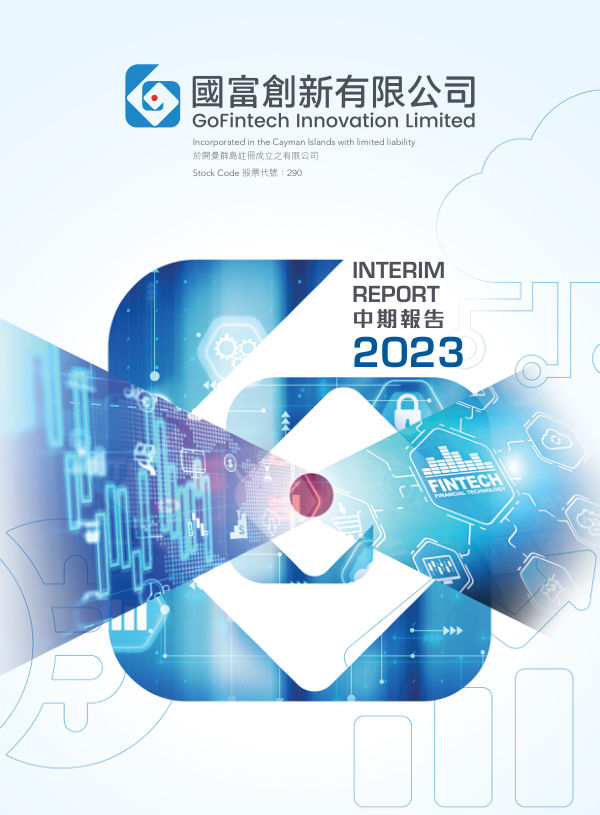 國富創新有限公司
GoFintech Innovation Limited
Incorporated in the Cayman Islands with limited liability
於開曼群島註冊成立之有限公司
Stock Code 股票代號：290
INTERIM
REPORT
中期報告
2023
FINTECH
FINANCIAL TECHNOLOGY